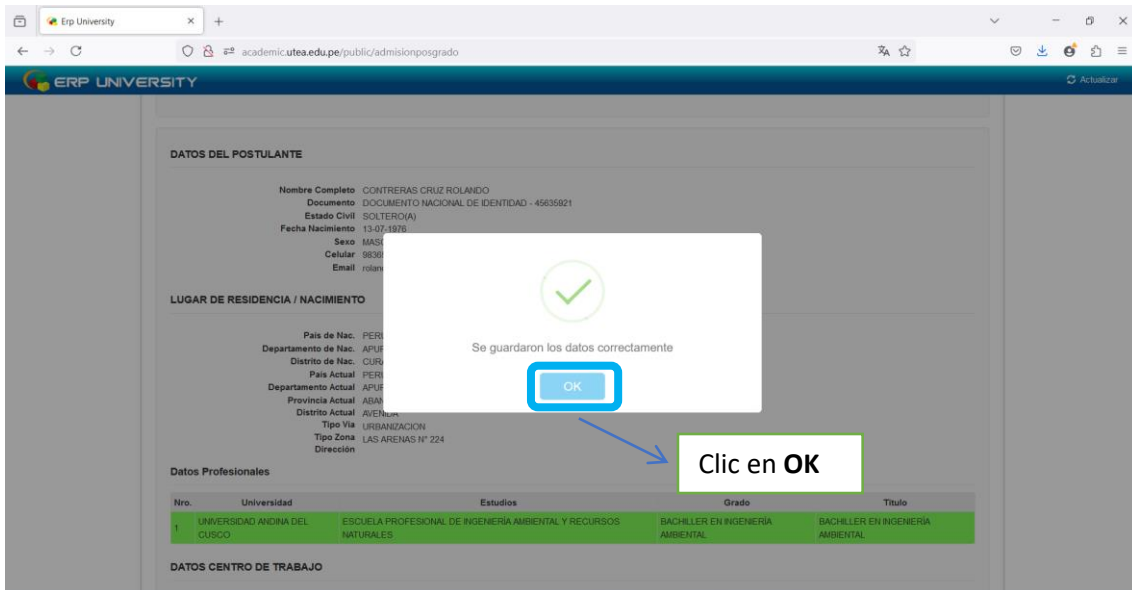 Erp University
academic.utea.edu.pe/public/admisionposgrado
ERP UNIVERSITY
Actualizar
DATOS DEL POSTULANTE
Nombre Completo CONTRERAS CRUZ ROLANDO
Documento DOCUMENTO NACIONAL DE IDENTIDAD - 45635921
Estado Civil SOLTERO(A)
Fecha Nacimiento 13-07-1976
Sexo
Celular
Email
LUGAR DE RESIDENCIA / NACIMIENTO
Pais de Nac.
Departamento de Nac.
Distrito de Nac.
Pais Actual
Departamento Actual
Provincia Actual
Distrito Actual AVENIDA
Tipo Via URBANIZACION
Tipo Zona LAS ARENAS N° 224
Dirección
Se guardaron los datos correctamente
OK
Clic en OK
Datos Profesionales
Nro. Universidad Estudios Grado Titulo
1 UNIVERSIDAD ANDINA DEL CUSCO ESCUELA PROFESIONAL DE INGENIERÍA AMBIENTAL Y RECURSOS NATURALES BACHILLER EN INGENIERÍA AMBIENTAL BACHILLER EN INGENIERÍA AMBIENTAL
DATOS CENTRO DE TRABAJO